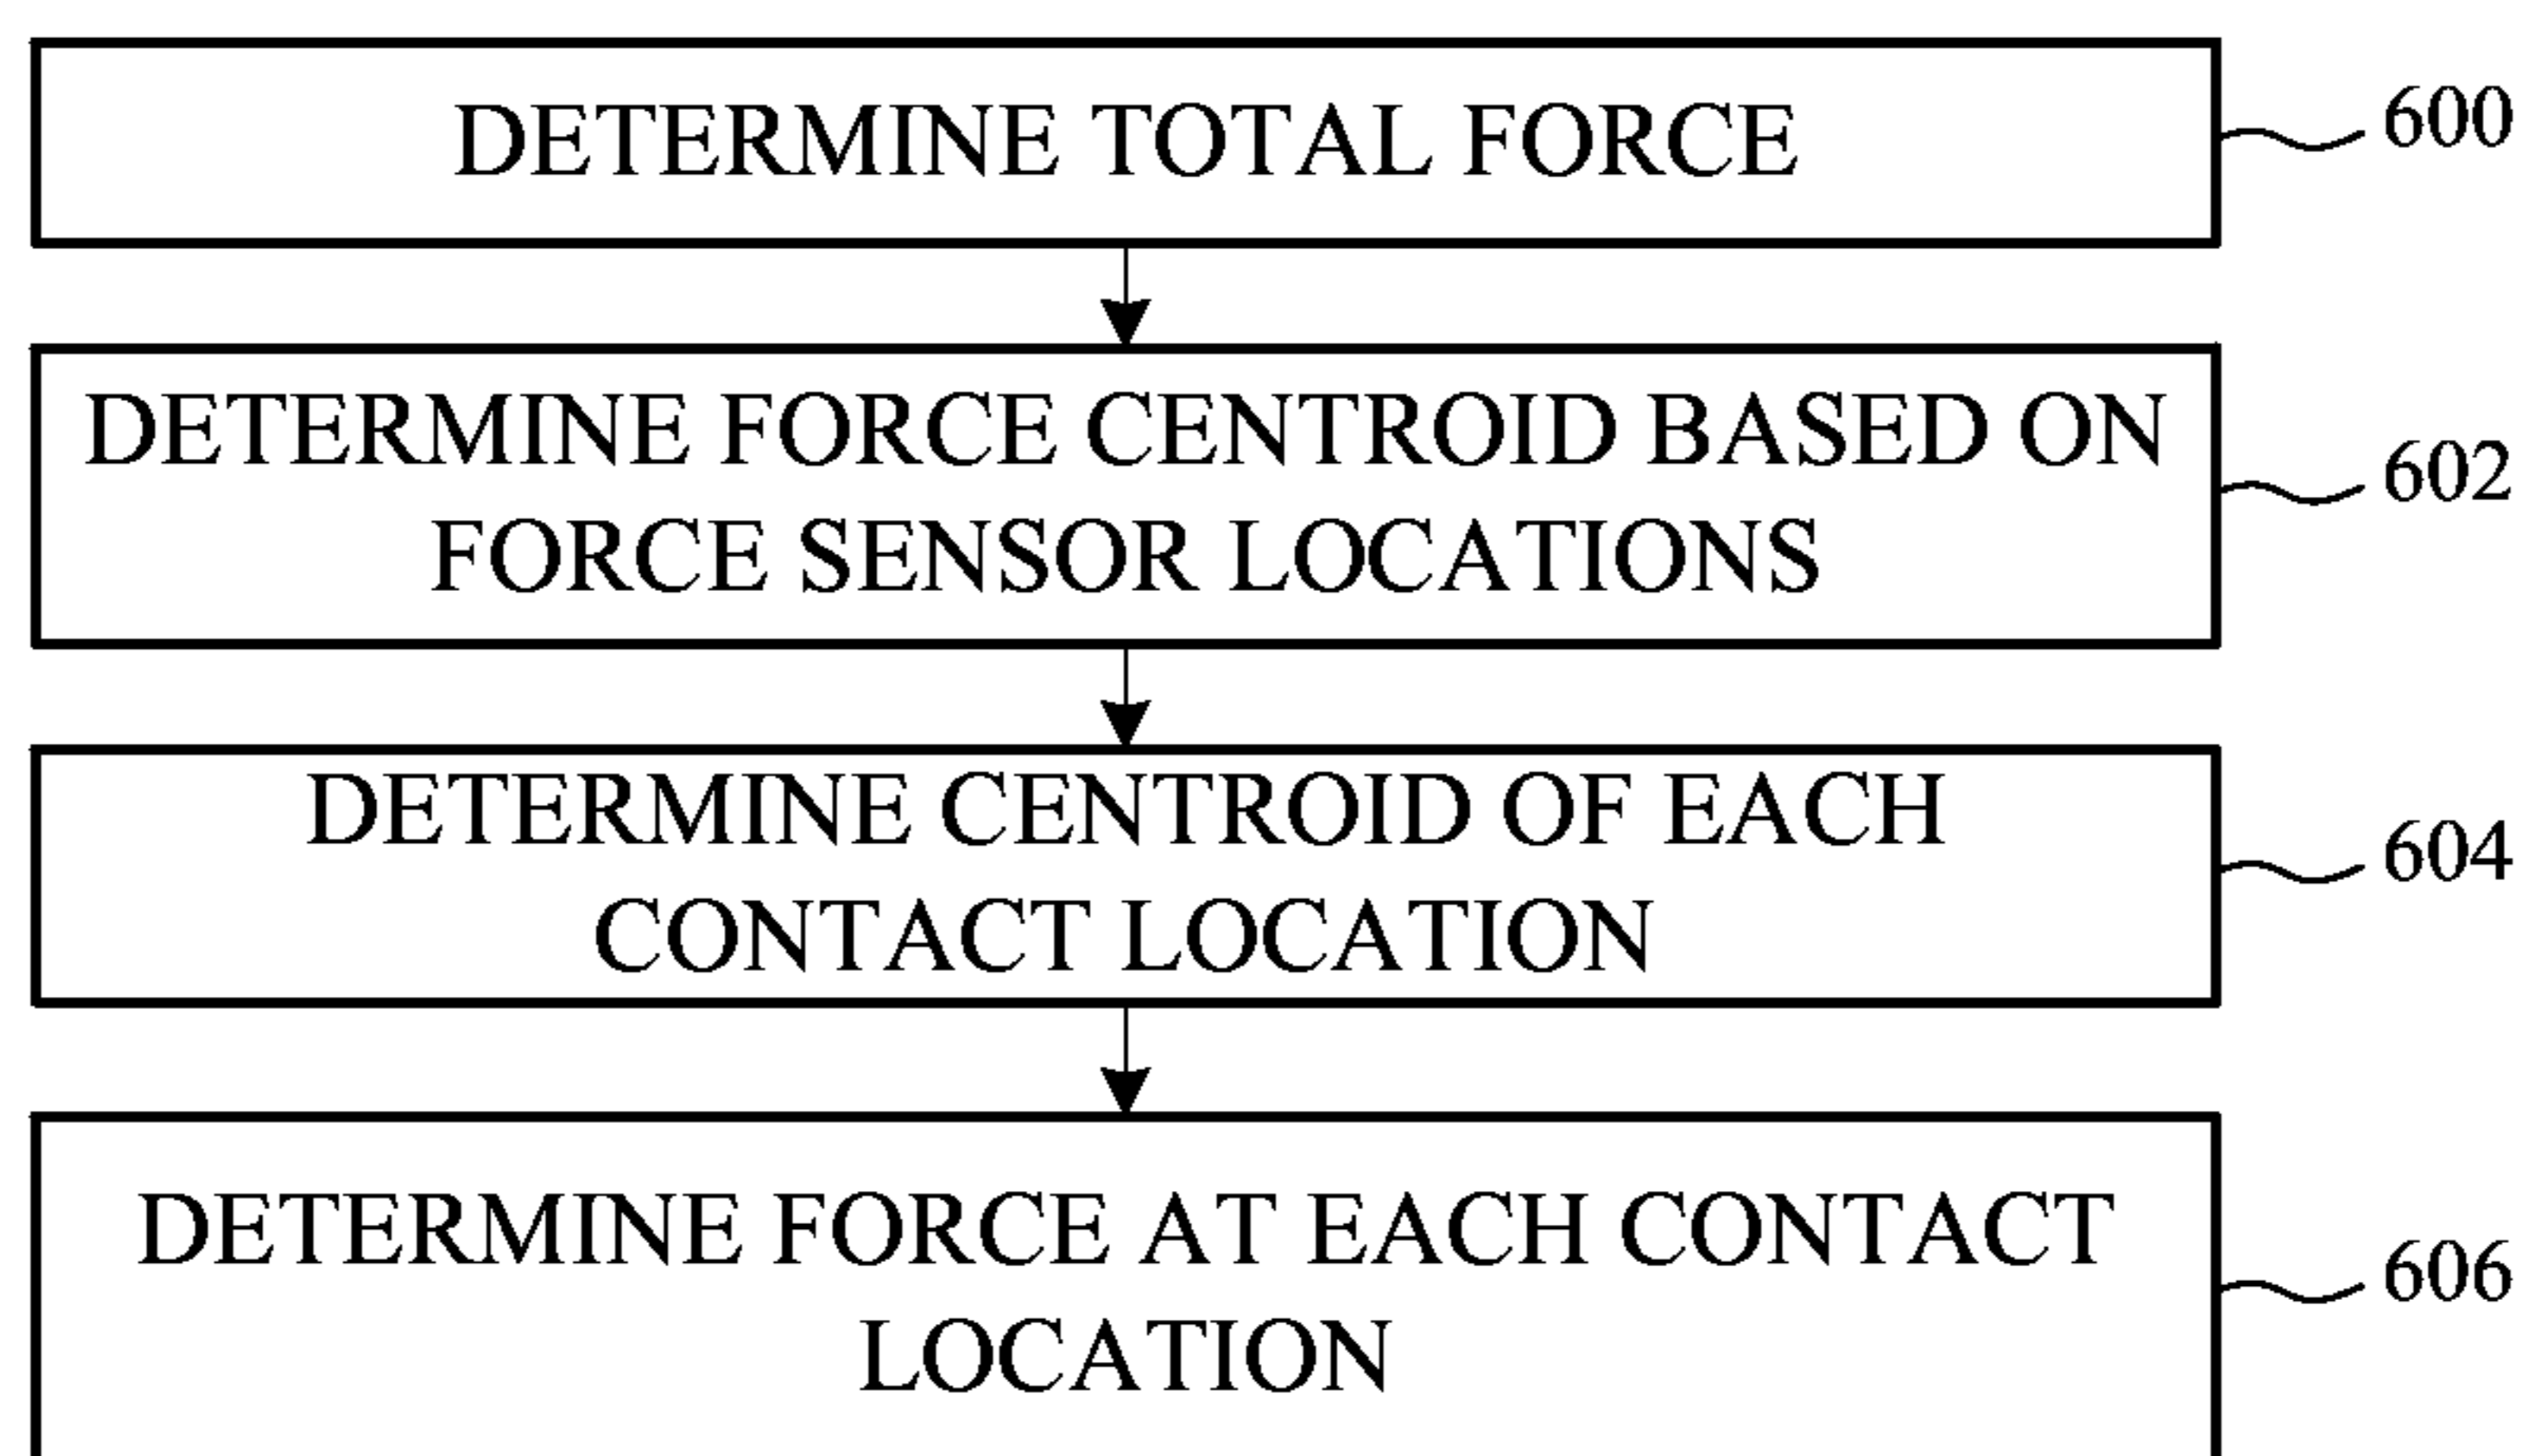 DETERMINE TOTAL FORCE
600
DETERMINE FORCE CENTROID BASED ON
FORCE SENSOR LOCATIONS
602
DETERMINE CENTROID OF EACH
CONTACT LOCATION
604
DETERMINE FORCE AT EACH CONTACT
LOCATION
606